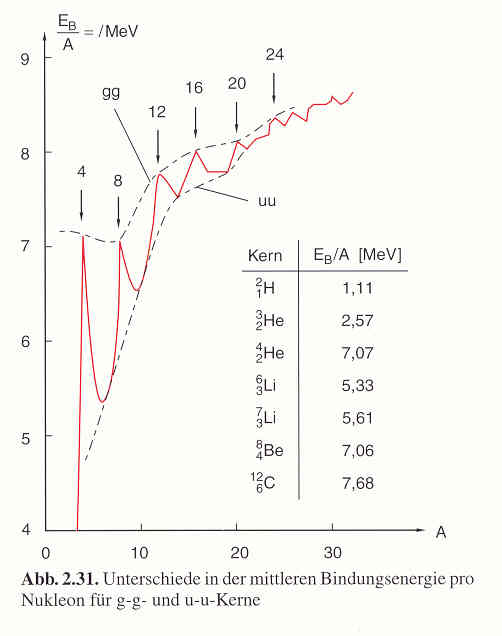 E_B/A = /MeV
9
8
7
6
5
4
gg
4
8
12
16
20
24
uu
Kern E_B/A [MeV]
²₁H 1,11
³₂He 2,57
⁴₂He 7,07
⁶₃Li 5,33
⁷₃Li 5,61
⁸₄Be 7,06
¹²₆C 7,68
A
0 10 20 30
Abb. 2.31. Unterschiede in der mittleren Bindungsenergie pro
Nukleon für g-g- und u-u-Kerne